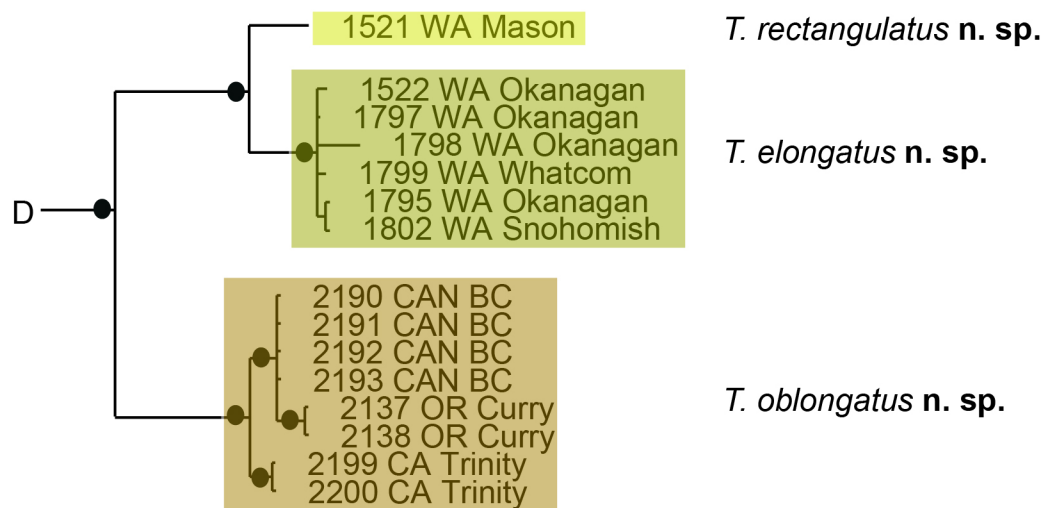 1521 WA Mason
T. rectangulatus n. sp.
1522 WA Okanagan
1797 WA Okanagan
1798 WA Okanagan
T. elongatus n. sp.
1799 WA Whatcom
1795 WA Okanagan
D
1802 WA Snohomish
2190 CAN BC
2191 CAN BC
2192 CAN BC
2193 CAN BC
2137 OR Curry
T. oblongatus n. sp.
2138 OR Curry
2199 CA Trinity
2200 CA Trinity